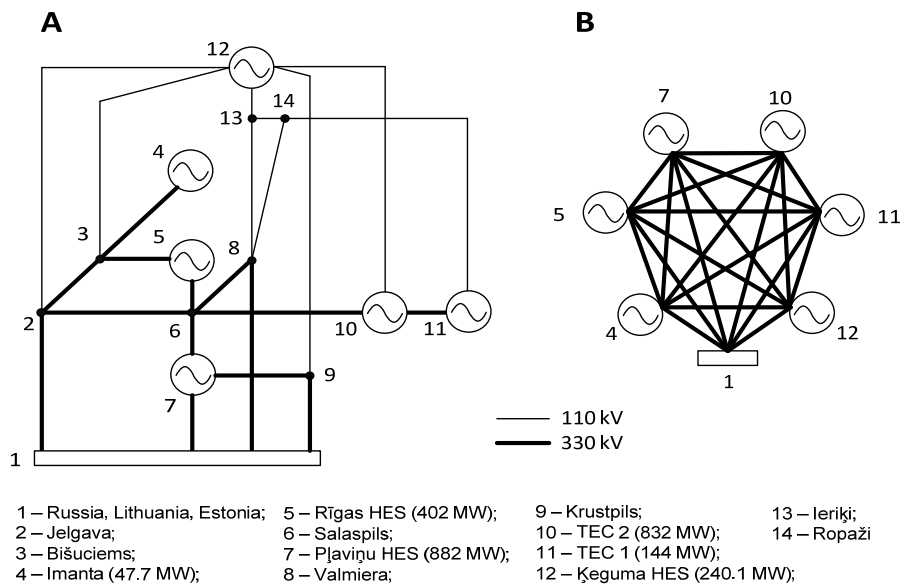 A
B
12
14
13
4
3
5
8
2
6
10
11
7
9
1
7
10
5
11
4
12
1
110 kV
330 kV
1 – Russia, Lithuania, Estonia;
2 – Jelgava;
3 – Bišuciems;
4 – Imanta (47.7 MW);
5 – Rīgas HES (402 MW);
6 – Salaspils;
7 – Pļaviņu HES (882 MW);
8 – Valmiera;
9 – Krustpils;
10 – TEC 2 (832 MW);
11 – TEC 1 (144 MW);
12 – Ķeguma HES (240.1 MW);
13 – Ieriķi;
14 – Ropaži